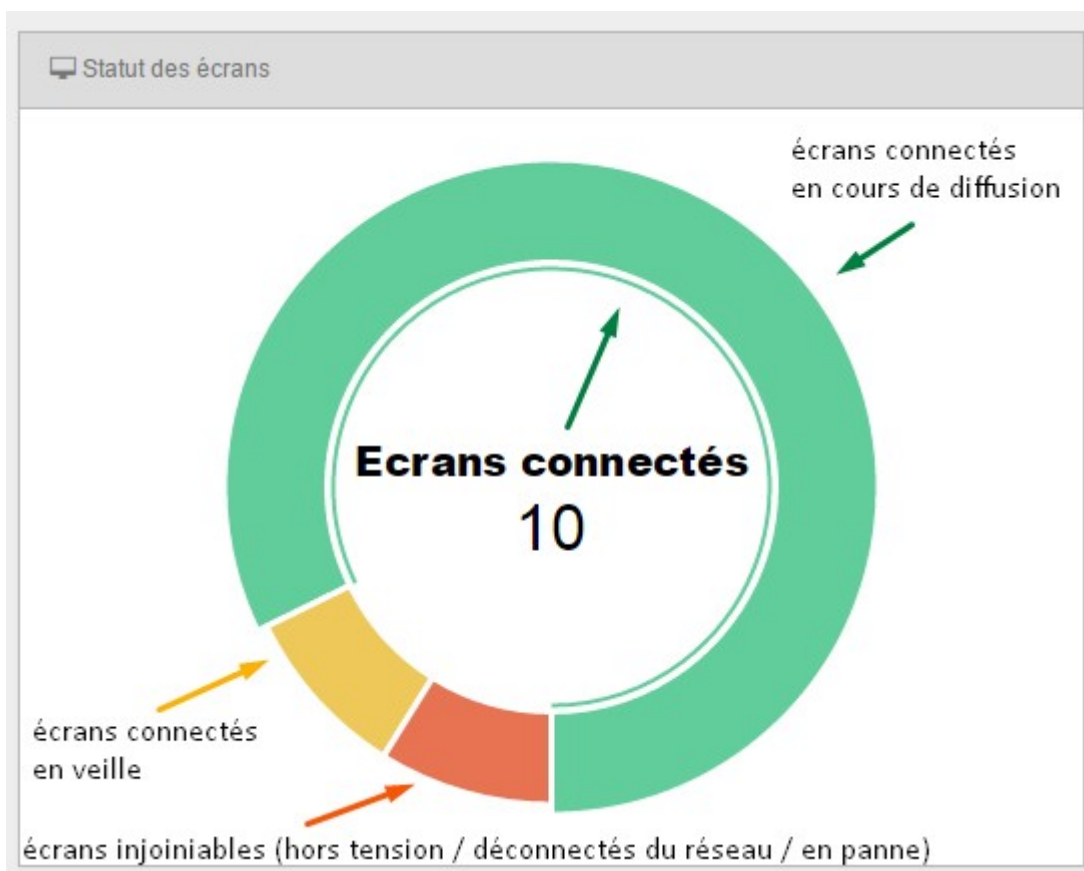 Statut des écrans
écrans connectés
en cours de diffusion
Ecrans connectés
10
écrans connectés
en veille
écrans injoiniables (hors tension / déconnectés du réseau / en panne)